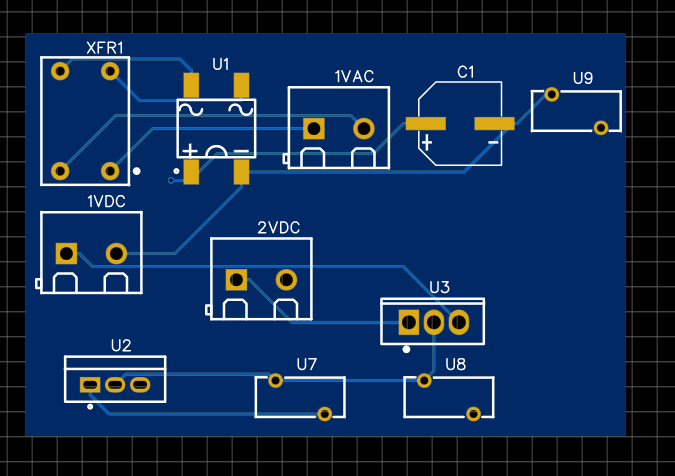 XFR1
U1
1VAC
C1
U9
+
−
+
−
1VDC
2VDC
U3
U2
U7
U8